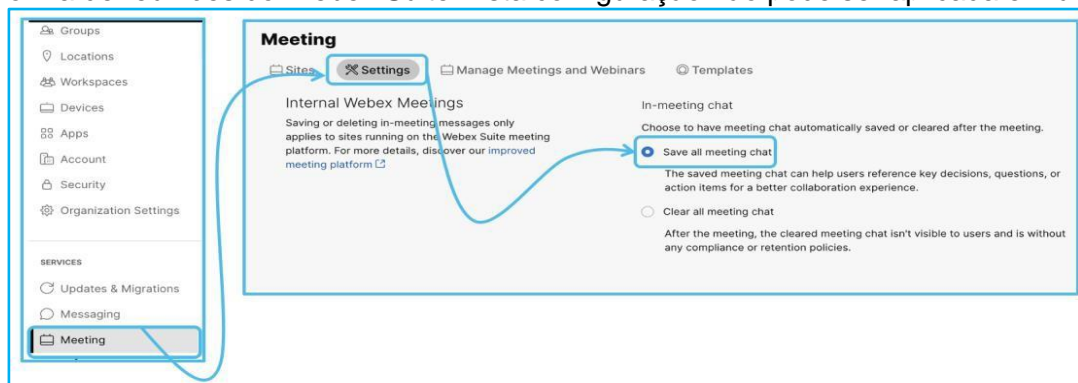 Groups
Locations
Workspaces
Devices
Apps
Account
Security
Organization Settings
SERVICES
Updates & Migrations
Messaging
Meeting
Meeting
Sites Settings Manage Meetings and Webinars Templates
Internal Webex Meetings
Saving or deleting in-meeting messages only
applies to sites running on the Webex Suite meeting
platform. For more details, discover our improved
meeting platform
In-meeting chat
Choose to have meeting chat automatically saved or cleared after the meeting.
Save all meeting chat
The saved meeting chat can help users reference key decisions, questions, or
action items for a better collaboration experience.
Clear all meeting chat
After the meeting, the cleared meeting chat isn't visible to users and is without
any compliance or retention policies.